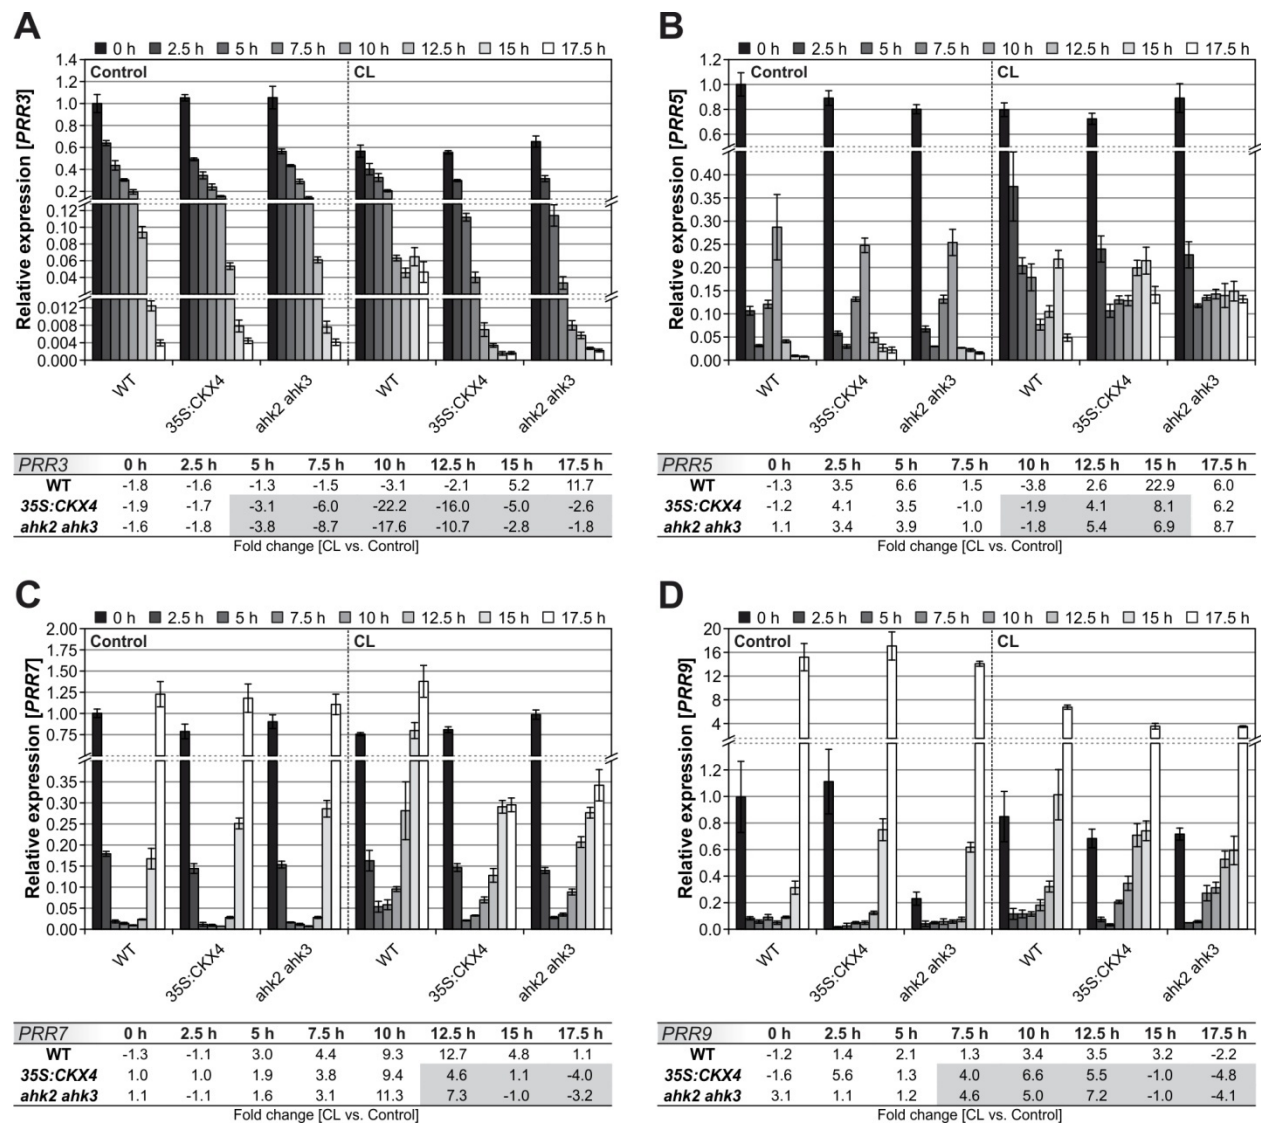 A
0 h 2.5 h 5 h 7.5 h 10 h 12.5 h 15 h 17.5 h
Control CL
Relative expression [PRR3]
1.4
1.2
1.0
0.8
0.6
0.4
0.2
0.12
0.10
0.08
0.06
0.04
0.012
0.008
0.004
0.000
WT 35S:CKX4 ahk2 ahk3 WT 35S:CKX4 ahk2 ahk3
PRR3 0 h 2.5 h 5 h 7.5 h 10 h 12.5 h 15 h 17.5 h
WT -1.8 -1.6 -1.3 -1.5 -3.1 -2.1 5.2 11.7
35S:CKX4 -1.9 -1.7 -3.1 -6.0 -22.2 -16.0 -5.0 -2.6
ahk2 ahk3 -1.6 -1.8 -3.8 -8.7 -17.6 -10.7 -2.8 -1.8
Fold change [CL vs. Control]
B
0 h 2.5 h 5 h 7.5 h 10 h 12.5 h 15 h 17.5 h
Control CL
Relative expression [PRR5]
1.2
1.0
0.8
0.6
0.40
0.35
0.30
0.25
0.20
0.15
0.10
0.05
0.00
WT 35S:CKX4 ahk2 ahk3 WT 35S:CKX4 ahk2 ahk3
PRR5 0 h 2.5 h 5 h 7.5 h 10 h 12.5 h 15 h 17.5 h
WT -1.3 3.5 6.6 1.5 -3.8 2.6 22.9 6.0
35S:CKX4 -1.2 4.1 3.5 -1.0 -1.9 4.1 8.1 6.2
ahk2 ahk3 1.1 3.4 3.9 1.0 -1.8 5.4 6.9 8.7
Fold change [CL vs. Control]
C
0 h 2.5 h 5 h 7.5 h 10 h 12.5 h 15 h 17.5 h
Control CL
Relative expression [PRR7]
2.00
1.75
1.50
1.25
1.00
0.75
0.35
0.30
0.25
0.20
0.15
0.10
0.05
0.00
WT 35S:CKX4 ahk2 ahk3 WT 35S:CKX4 ahk2 ahk3
PRR7 0 h 2.5 h 5 h 7.5 h 10 h 12.5 h 15 h 17.5 h
WT -1.3 -1.1 3.0 4.4 9.3 12.7 4.8 1.1
35S:CKX4 1.0 1.0 1.9 3.8 9.4 4.6 1.1 -4.0
ahk2 ahk3 1.1 -1.1 1.6 3.1 11.3 7.3 -1.0 -3.2
Fold change [CL vs. Control]
D
0 h 2.5 h 5 h 7.5 h 10 h 12.5 h 15 h 17.5 h
Control CL
Relative expression [PRR9]
20
16
12
8
4
1.2
1.0
0.8
0.6
0.4
0.2
0.0
WT 35S:CKX4 ahk2 ahk3 WT 35S:CKX4 ahk2 ahk3
PRR9 0 h 2.5 h 5 h 7.5 h 10 h 12.5 h 15 h 17.5 h
WT -1.2 1.4 2.1 1.3 3.4 3.5 3.2 -2.2
35S:CKX4 -1.6 5.6 1.3 4.0 6.6 5.5 -1.0 -4.8
ahk2 ahk3 3.1 1.1 1.2 4.6 5.0 7.2 -1.0 -4.1
Fold change [CL vs. Control]